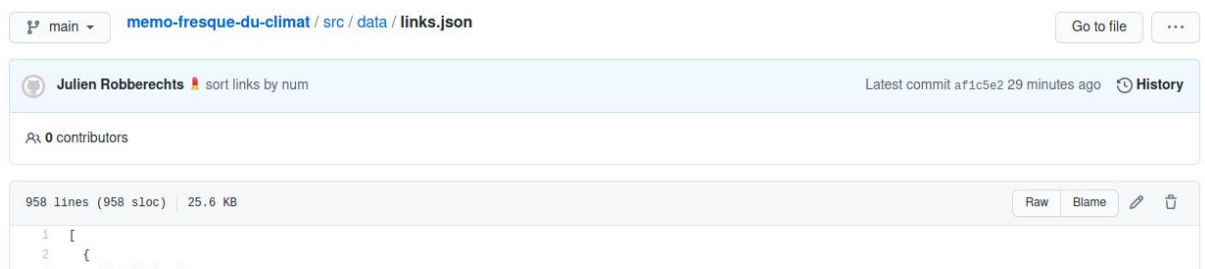 main memo-fresque-du-climat / src / data / links.json Go to file ...
Julien Robberechts 💄 sort links by num Latest commit af1c5e2 29 minutes ago History
0 contributors
958 lines (958 sloc) 25.6 KB Raw Blame
1 [
2 {